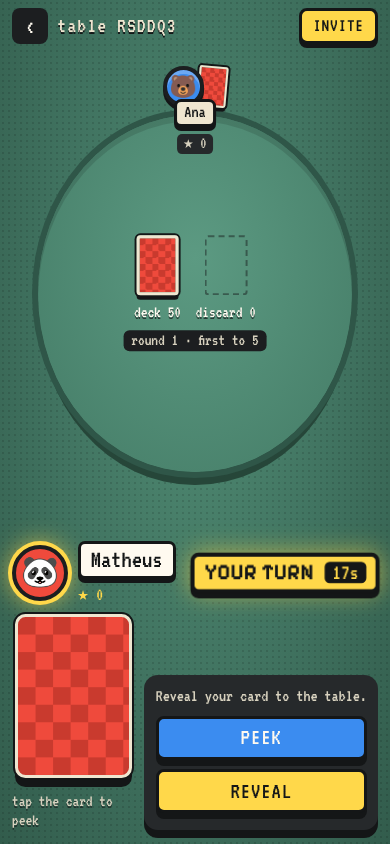 ‹ table RSDDQ3 INVITE
Ana
★ 0
deck 50 discard 0
round 1 · first to 5
Matheus
★ 0
YOUR TURN 17s
Reveal your card to the table.
PEEK
REVEAL
tap the card to
peek